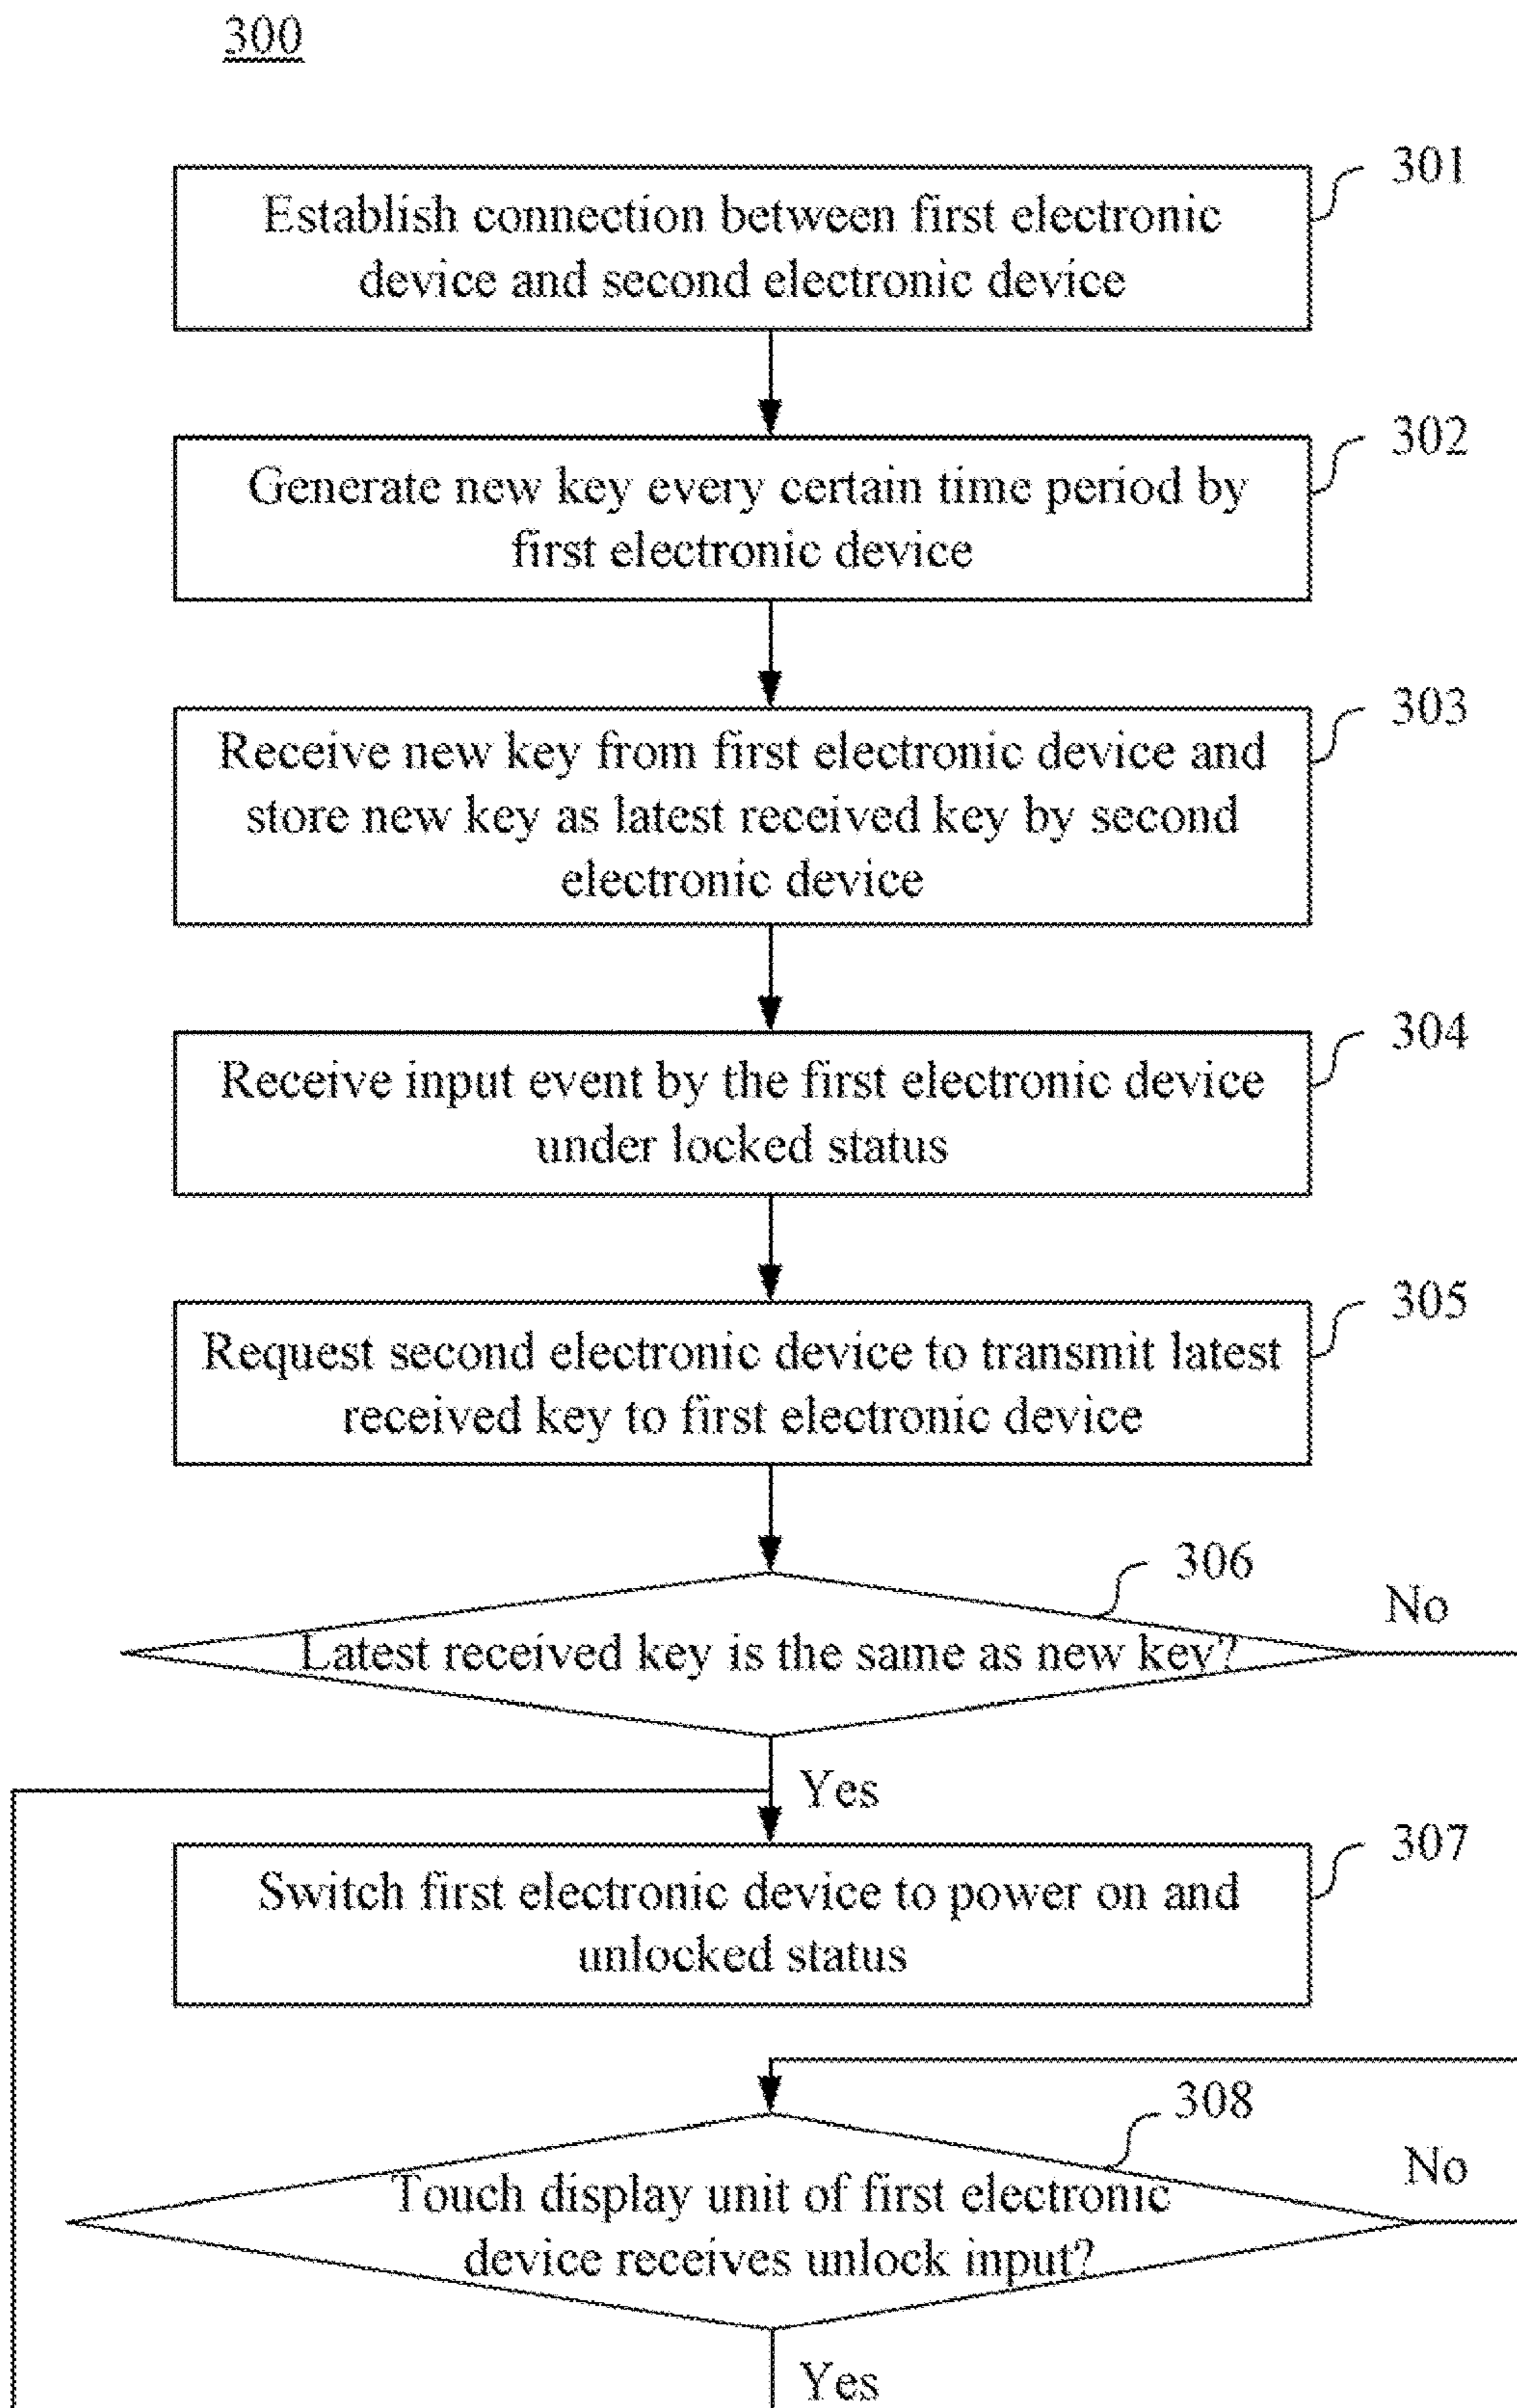 300
301
Establish connection between first electronic
device and second electronic device
302
Generate new key every certain time period by
first electronic device
303
Receive new key from first electronic device and
store new key as latest received key by second
electronic device
304
Receive input event by the first electronic device
under locked status
305
Request second electronic device to transmit latest
received key to first electronic device
306
No
Latest received key is the same as new key?
Yes
307
Switch first electronic device to power on and
unlocked status
308
No
Touch display unit of first electronic
device receives unlock input?
Yes